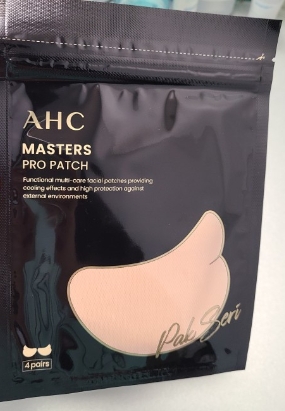 AHC
MASTERS
PRO PATCH
Functional multi-care facial patches providing
cooling effects and high protection against
external environments
Pak Seri
4 pairs